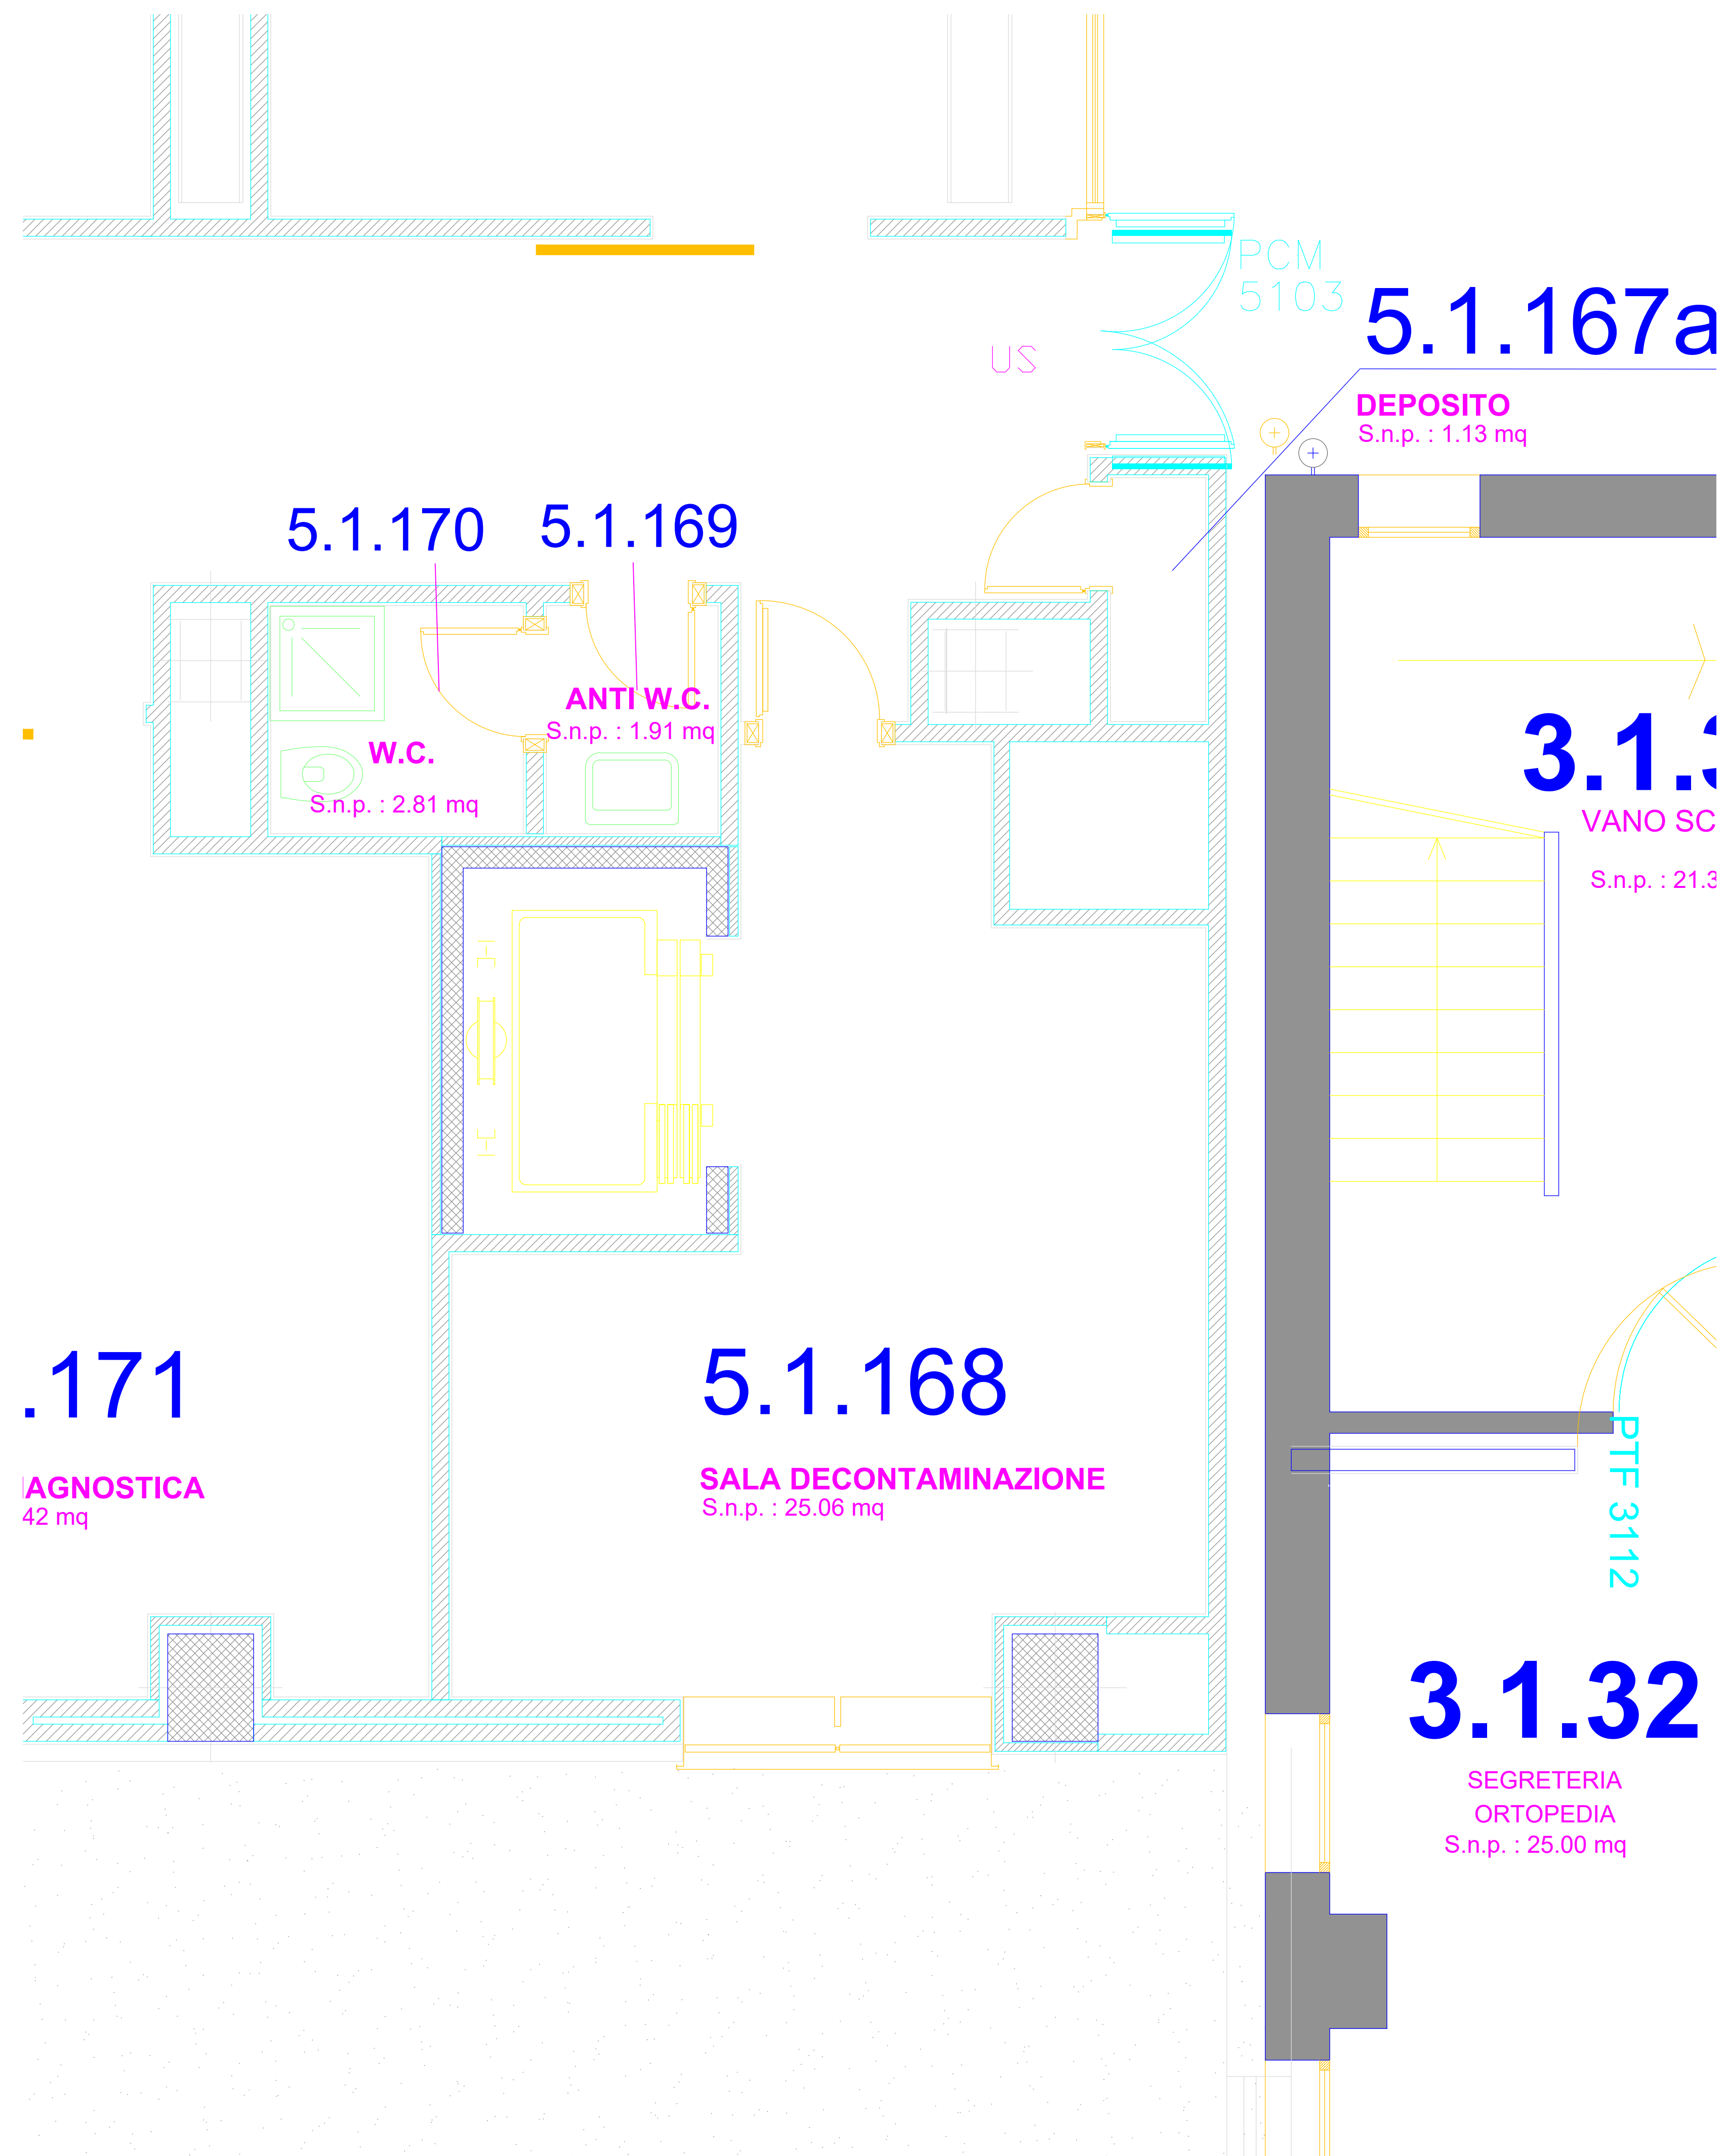 PCM
5103
5.1.167a
US
DEPOSITO
S.n.p. : 1.13 mq
5.1.170
5.1.169
ANTI W.C.
S.n.p. : 1.91 mq
W.C.
S.n.p. : 2.81 mq
3.1.3
VANO SC
S.n.p. : 21.3
.171
5.1.168
IAGNOSTICA
42 mq
SALA DECONTAMINAZIONE
S.n.p. : 25.06 mq
PTF 3112
3.1.32
SEGRETERIA
ORTOPEDIA
S.n.p. : 25.00 mq